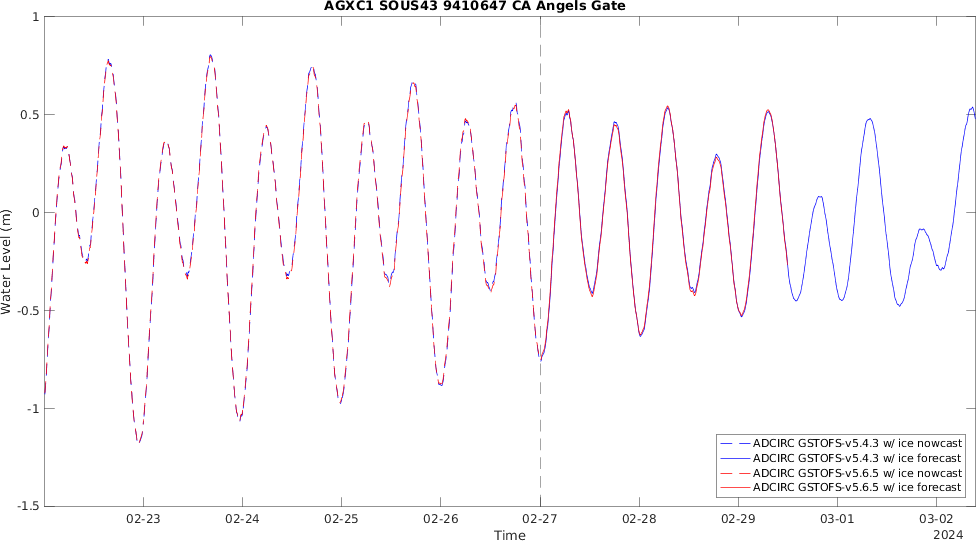 AGXC1 SOUS43 9410647 CA Angels Gate
1
0.5
0
-0.5
-1
-1.5
Water Level (m)
02-23 02-24 02-25 02-26 02-27 02-28 02-29 03-01 03-02
Time
2024
ADCIRC GSTOFS-v5.4.3 w/ ice nowcast
ADCIRC GSTOFS-v5.4.3 w/ ice forecast
ADCIRC GSTOFS-v5.6.5 w/ ice nowcast
ADCIRC GSTOFS-v5.6.5 w/ ice forecast